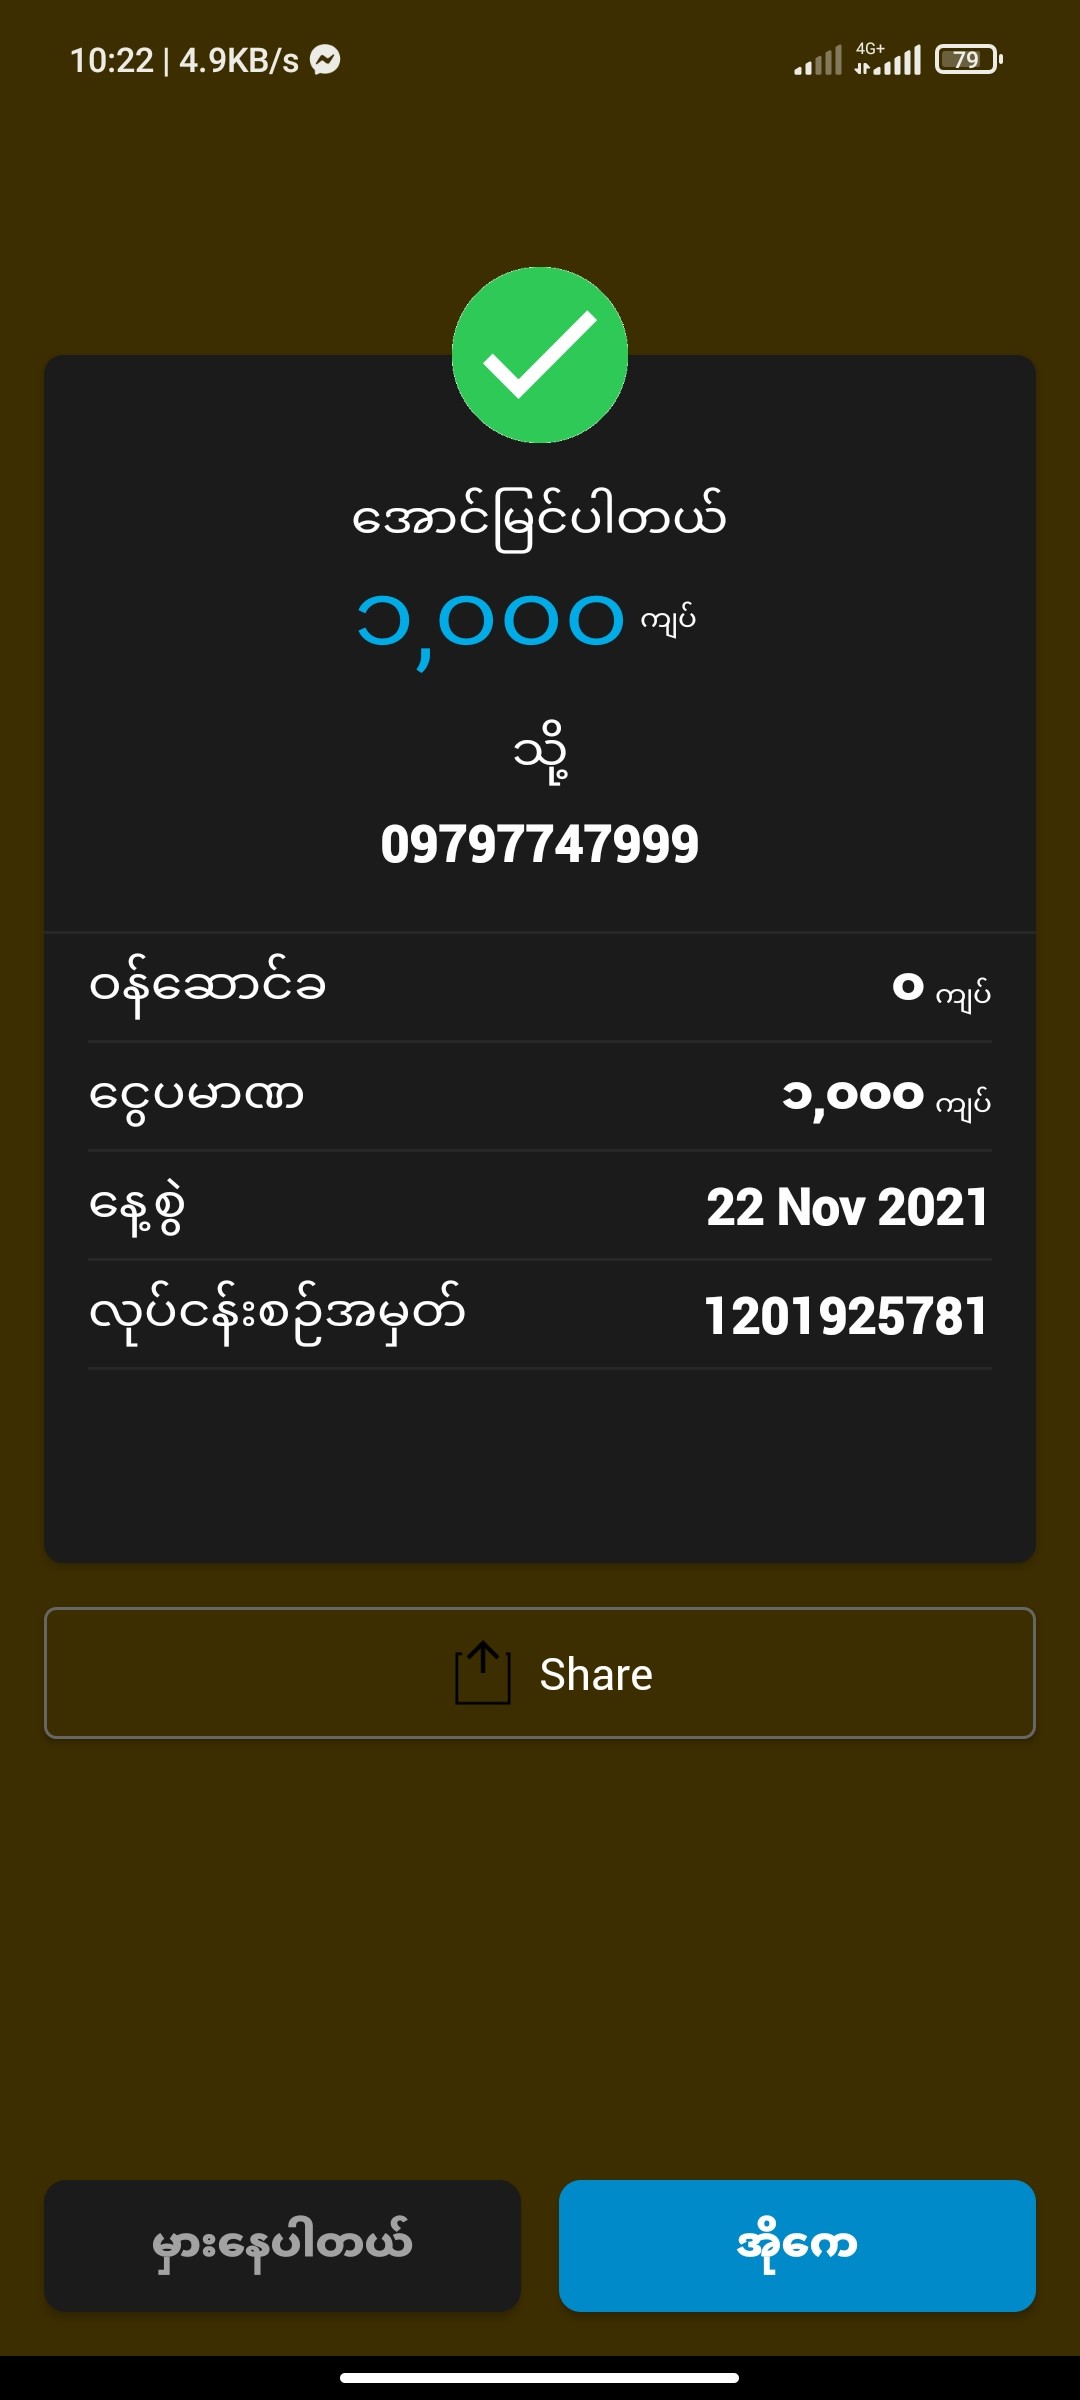 10:22 | 4.9KB/s
4G+
79
အောင်မြင်ပါတယ်
၁,၀၀၀ ကျပ်
သို့
09797747999
ဝန်ဆောင်ခ ၀ ကျပ်
ငွေပမာဏ ၁,၀၀၀ ကျပ်
နေ့စွဲ 22 Nov 2021
လုပ်ငန်းစဉ်အမှတ် 1201925781
Share
မှားနေပါတယ် အိုကေ